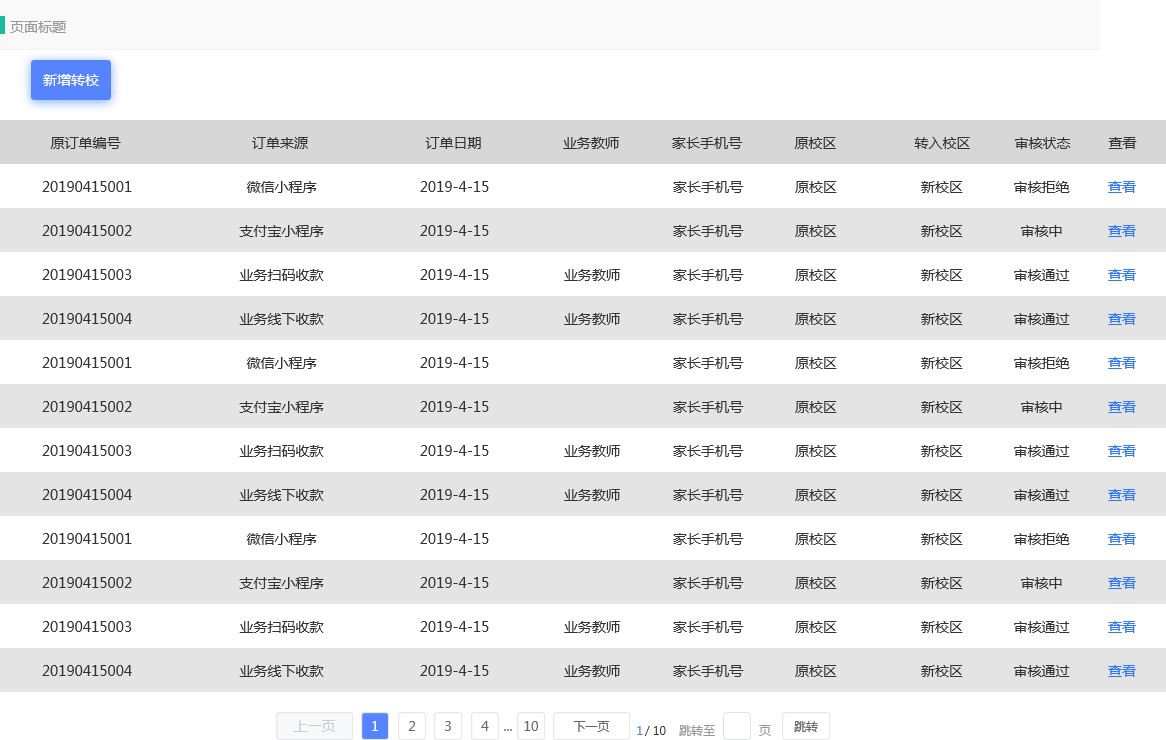 页面标题
新增转校
原订单编号 订单来源 订单日期 业务教师 家长手机号 原校区 转入校区 审核状态 查看
20190415001 微信小程序 2019-4-15 家长手机号 原校区 新校区 审核拒绝 查看
20190415002 支付宝小程序 2019-4-15 家长手机号 原校区 新校区 审核中 查看
20190415003 业务扫码收款 2019-4-15 业务教师 家长手机号 原校区 新校区 审核通过 查看
20190415004 业务线下收款 2019-4-15 业务教师 家长手机号 原校区 新校区 审核通过 查看
20190415001 微信小程序 2019-4-15 家长手机号 原校区 新校区 审核拒绝 查看
20190415002 支付宝小程序 2019-4-15 家长手机号 原校区 新校区 审核中 查看
20190415003 业务扫码收款 2019-4-15 业务教师 家长手机号 原校区 新校区 审核通过 查看
20190415004 业务线下收款 2019-4-15 业务教师 家长手机号 原校区 新校区 审核通过 查看
20190415001 微信小程序 2019-4-15 家长手机号 原校区 新校区 审核拒绝 查看
20190415002 支付宝小程序 2019-4-15 家长手机号 原校区 新校区 审核中 查看
20190415003 业务扫码收款 2019-4-15 业务教师 家长手机号 原校区 新校区 审核通过 查看
20190415004 业务线下收款 2019-4-15 业务教师 家长手机号 原校区 新校区 审核通过 查看
上一页 1 2 3 4 ... 10 下一页 1/ 10 跳转至 页 跳转